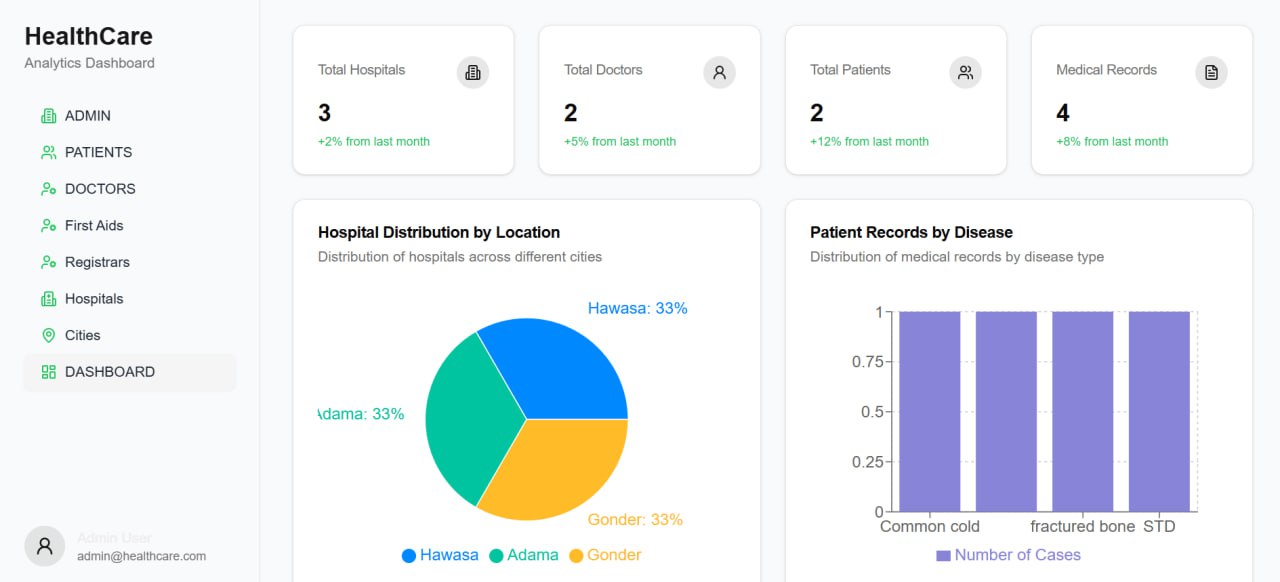 HealthCare
Analytics Dashboard
ADMIN
PATIENTS
DOCTORS
First Aids
Registrars
Hospitals
Cities
DASHBOARD
Admin User
admin@healthcare.com
Total Hospitals
3
+2% from last month
Total Doctors
2
+5% from last month
Total Patients
2
+12% from last month
Medical Records
4
+8% from last month
Hospital Distribution by Location
Distribution of hospitals across different cities
Hawasa: 33%
Adama: 33%
Gonder: 33%
Hawasa Adama Gonder
Patient Records by Disease
Distribution of medical records by disease type
1
0.75
0.5
0.25
0
Common cold fractured bone STD
Number of Cases